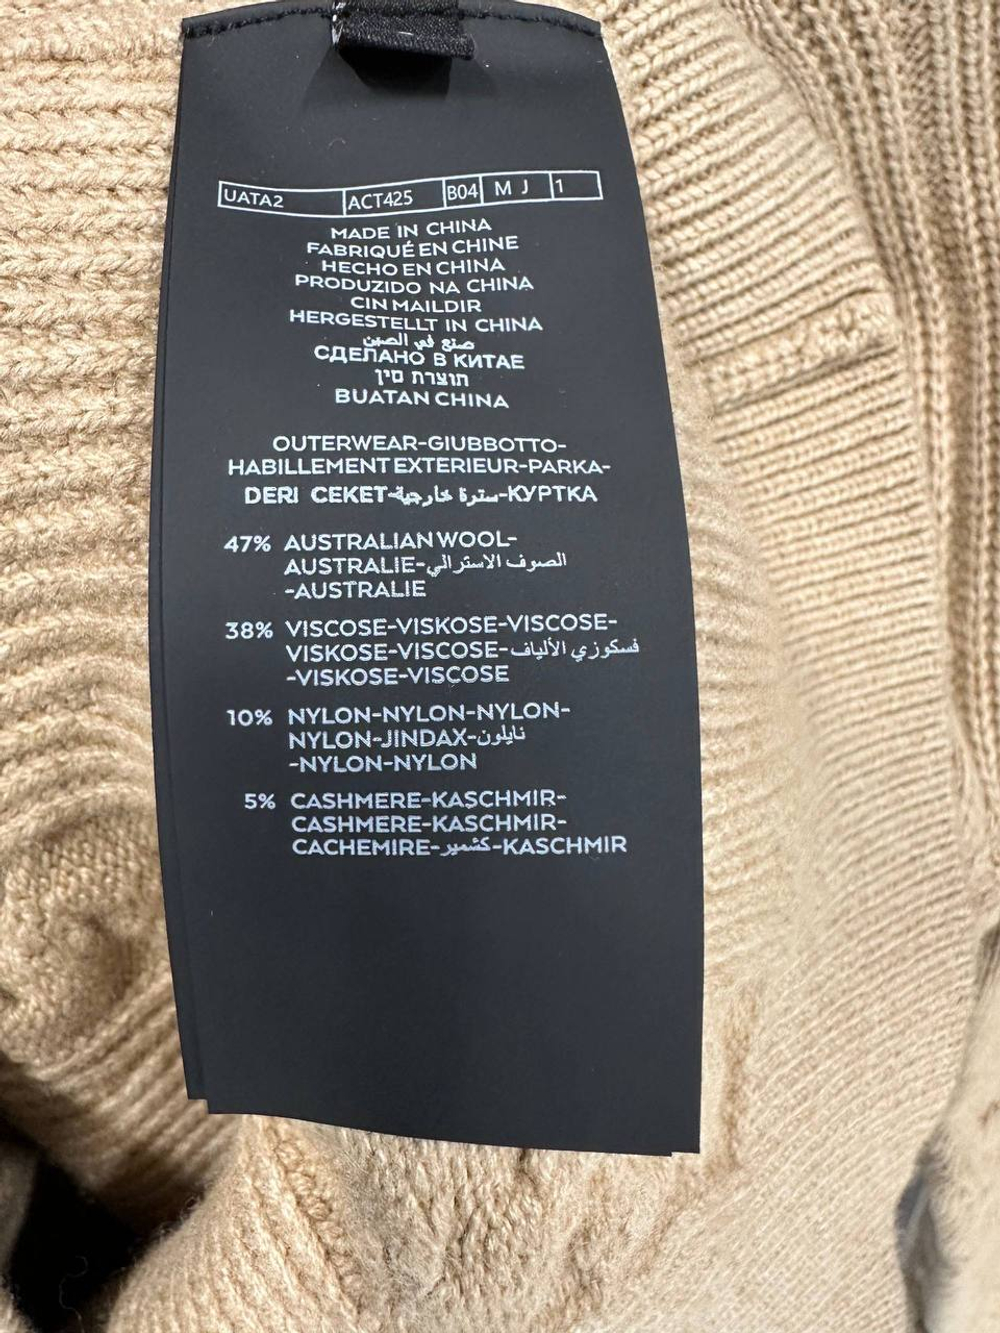 UATA2 ACT425 B04 M J 1
MADE IN CHINA
FABRIQUÉ EN CHINE
HECHO EN CHINA
PRODUZIDO NA CHINA
CIN MAILDIR
HERGESTELLT IN CHINA
صنع في الصين
СДЕЛАНО В КИТАЕ
תוצרת סין
BUATAN CHINA
OUTERWEAR-GIUBBOTTO-
HABILLEMENT EXTERIEUR-PARKA-
DERI CEKET-سترة خارجية-КУРТКА
47% AUSTRALIAN WOOL-
AUSTRALIE-الصوف الاسترالي
-AUSTRALIE
38% VISCOSE-VISKOSE-VISCOSE-
VISKOSE-VISCOSE-فسكوزي الألياف
-VISKOSE-VISCOSE
10% NYLON-NYLON-NYLON-
NYLON-JINDAX-نايلون
-NYLON-NYLON
5% CASHMERE-KASCHMIR-
CASHMERE-KASCHMIR-
CACHEMIRE-كشمير-KASCHMIR